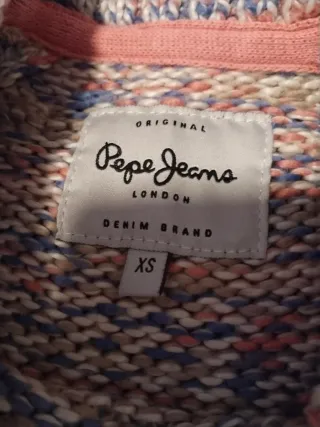 ORIGINAL
Pepe Jeans
LONDON
DENIM BRAND
XS